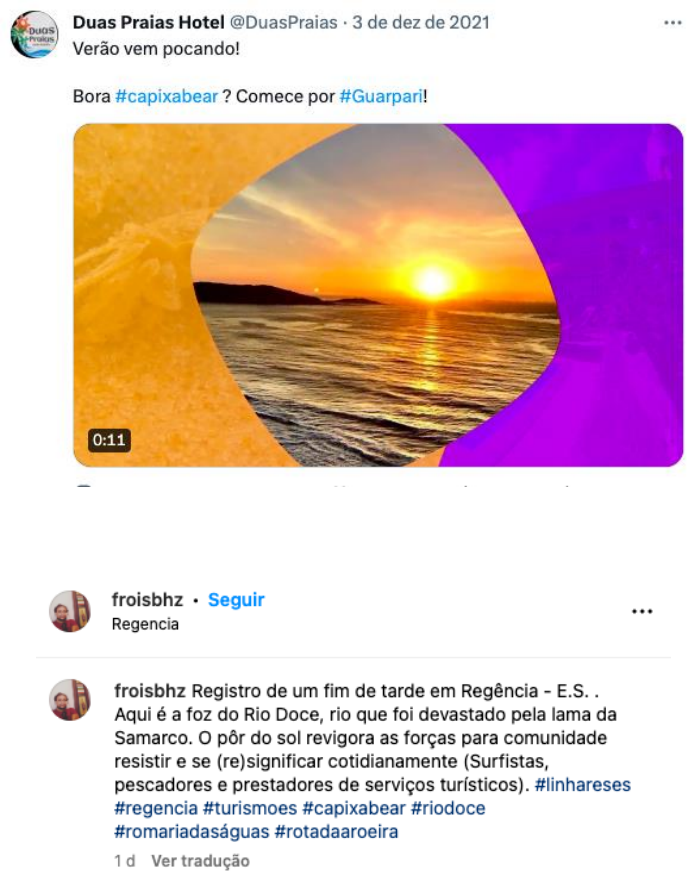 Duas Praias Hotel @DuasPraias · 3 de dez de 2021
Verão vem pocando!
Bora #capixabear ? Comece por #Guarpari!
0:11
froisbhz • Seguir
Regencia
froisbhz Registro de um fim de tarde em Regência - E.S. .
Aqui é a foz do Rio Doce, rio que foi devastado pela lama da
Samarco. O pôr do sol revigora as forças para comunidade
resistir e se (re)significar cotidianamente (Surfistas,
pescadores e prestadores de serviços turísticos). #linhareses
#regencia #turismoes #capixabear #riodoce
#romariadaságuas #rotadaaroeira
1 d Ver tradução